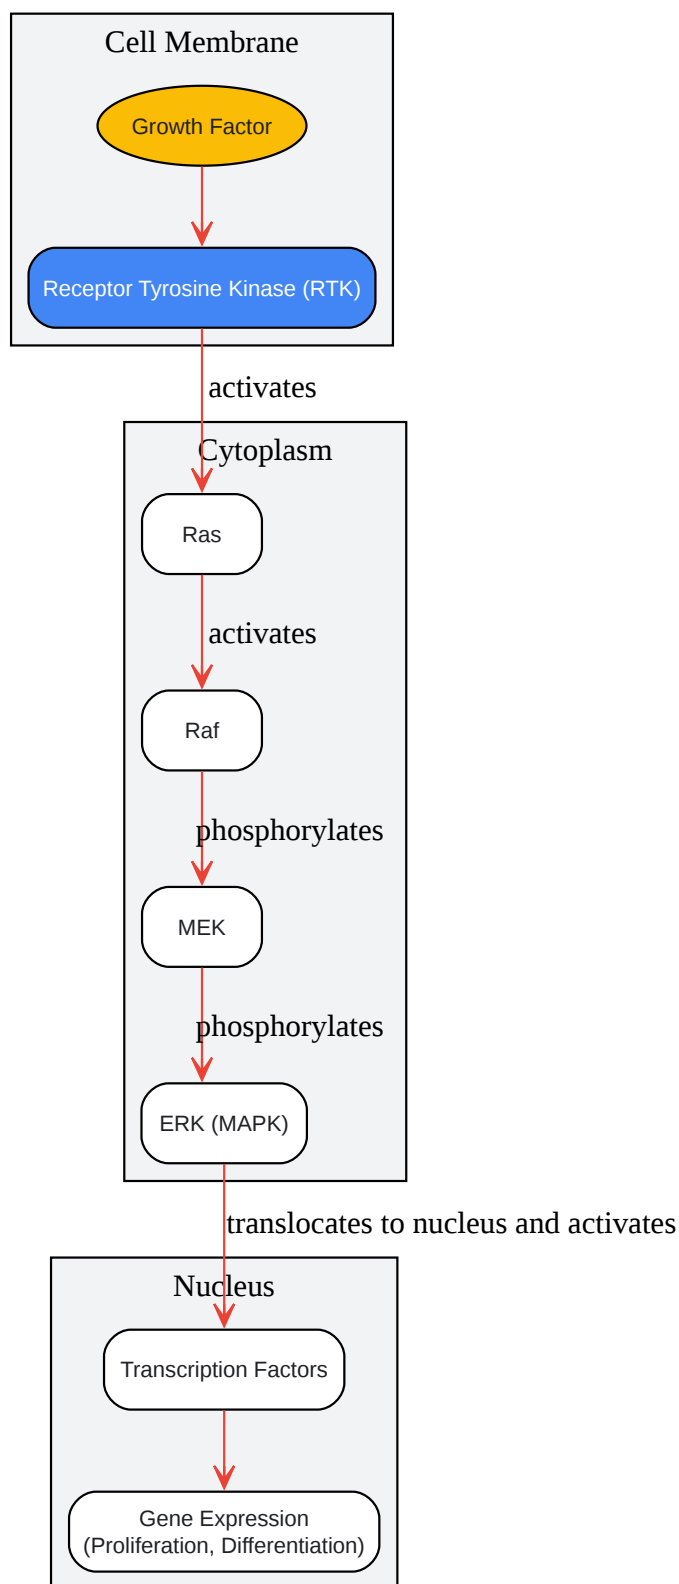 Cell Membrane
Growth Factor
Receptor Tyrosine Kinase (RTK)
activates
Cytoplasm
Ras
activates
Raf
phosphorylates
MEK
phosphorylates
ERK (MAPK)
translocates to nucleus and activates
Nucleus
Transcription Factors
Gene Expression
(Proliferation, Differentiation)